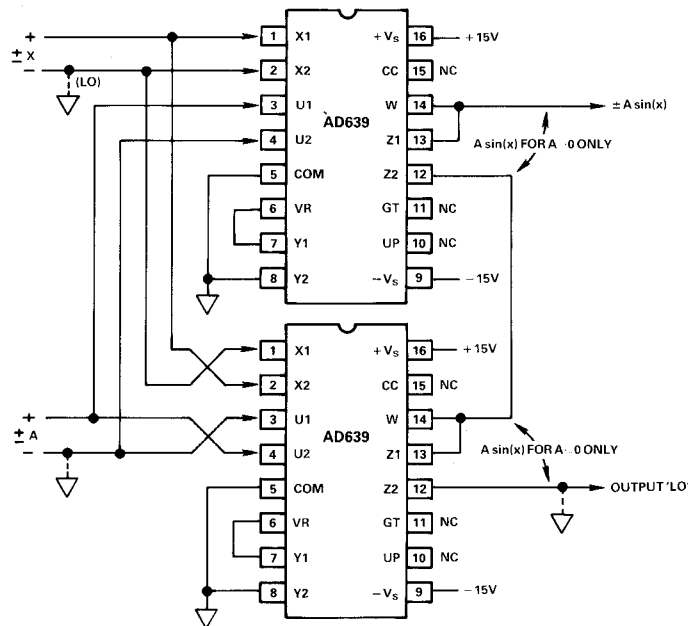 +
± X
−
(LO)
1 X1
2 X2
3 U1
4 U2
5 COM
6 VR
7 Y1
8 Y2
AD639
+VS 16 +15V
CC 15 NC
W 14
Z1 13
Z2 12
GT 11 NC
UP 10 NC
−VS 9 −15V
± A sin(x)
A sin(x) FOR A 0 ONLY
+
± A
−
1 X1
2 X2
3 U1
4 U2
5 COM
6 VR
7 Y1
8 Y2
AD639
+VS 16 +15V
CC 15 NC
W 14
Z1 13
Z2 12
GT 11 NC
UP 10 NC
−VS 9 −15V
A sin(x) FOR A 0 ONLY
OUTPUT 'LO'